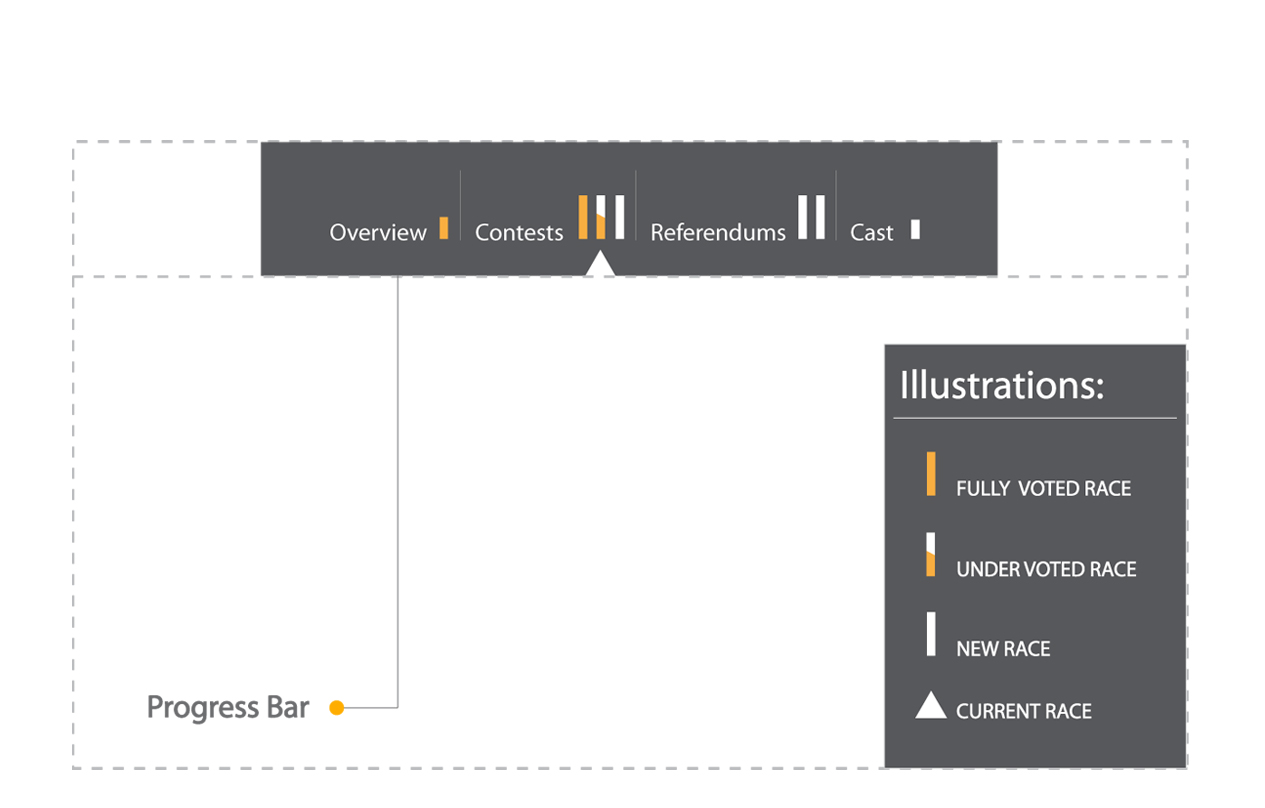 Overview Contests Referendums Cast
Illustrations:
FULLY VOTED RACE
UNDER VOTED RACE
NEW RACE
CURRENT RACE
Progress Bar